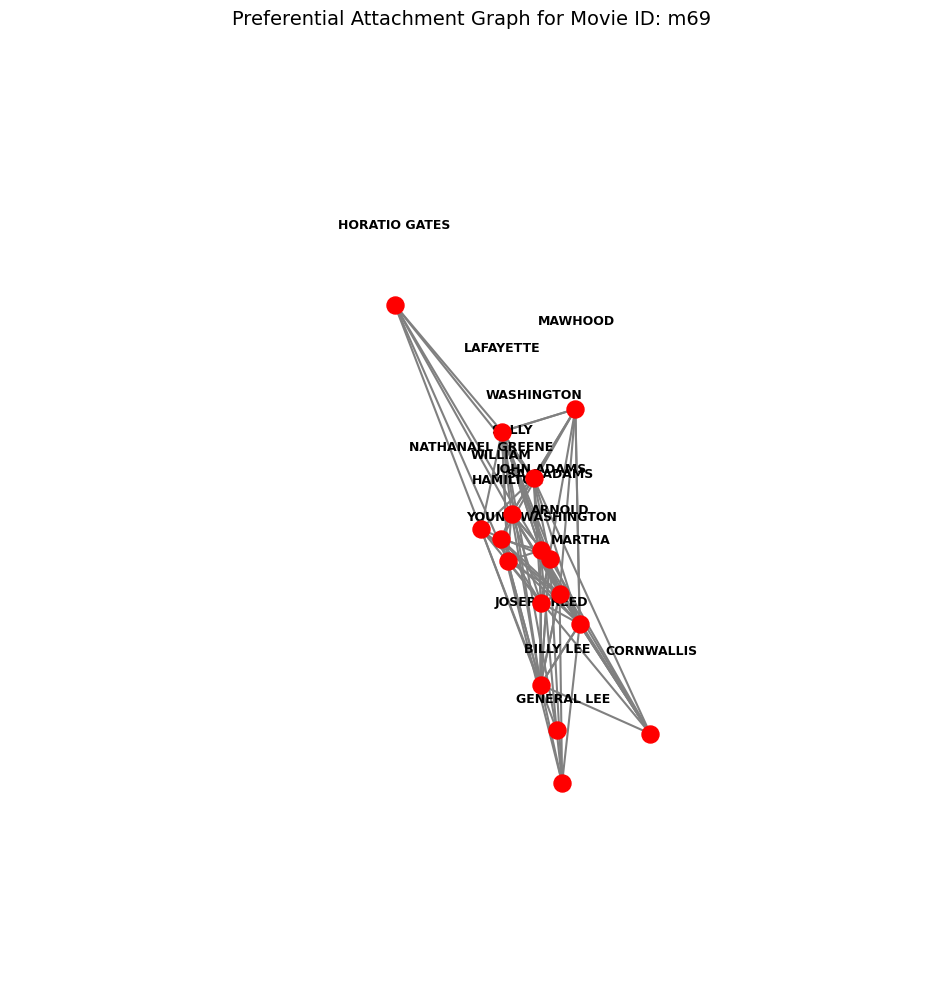 Preferential Attachment Graph for Movie ID: m69
HORATIO GATES
MAWHOOD
LAFAYETTE
WASHINGTON
SALLY
NATHANAEL GREENE
WILLIAM
JOHN ADAMS
SAM ADAMS
HAMILTON
ARNOLD
YOUNG WASHINGTON
MARTHA
JOSEPH REED
BILLY LEE
CORNWALLIS
GENERAL LEE